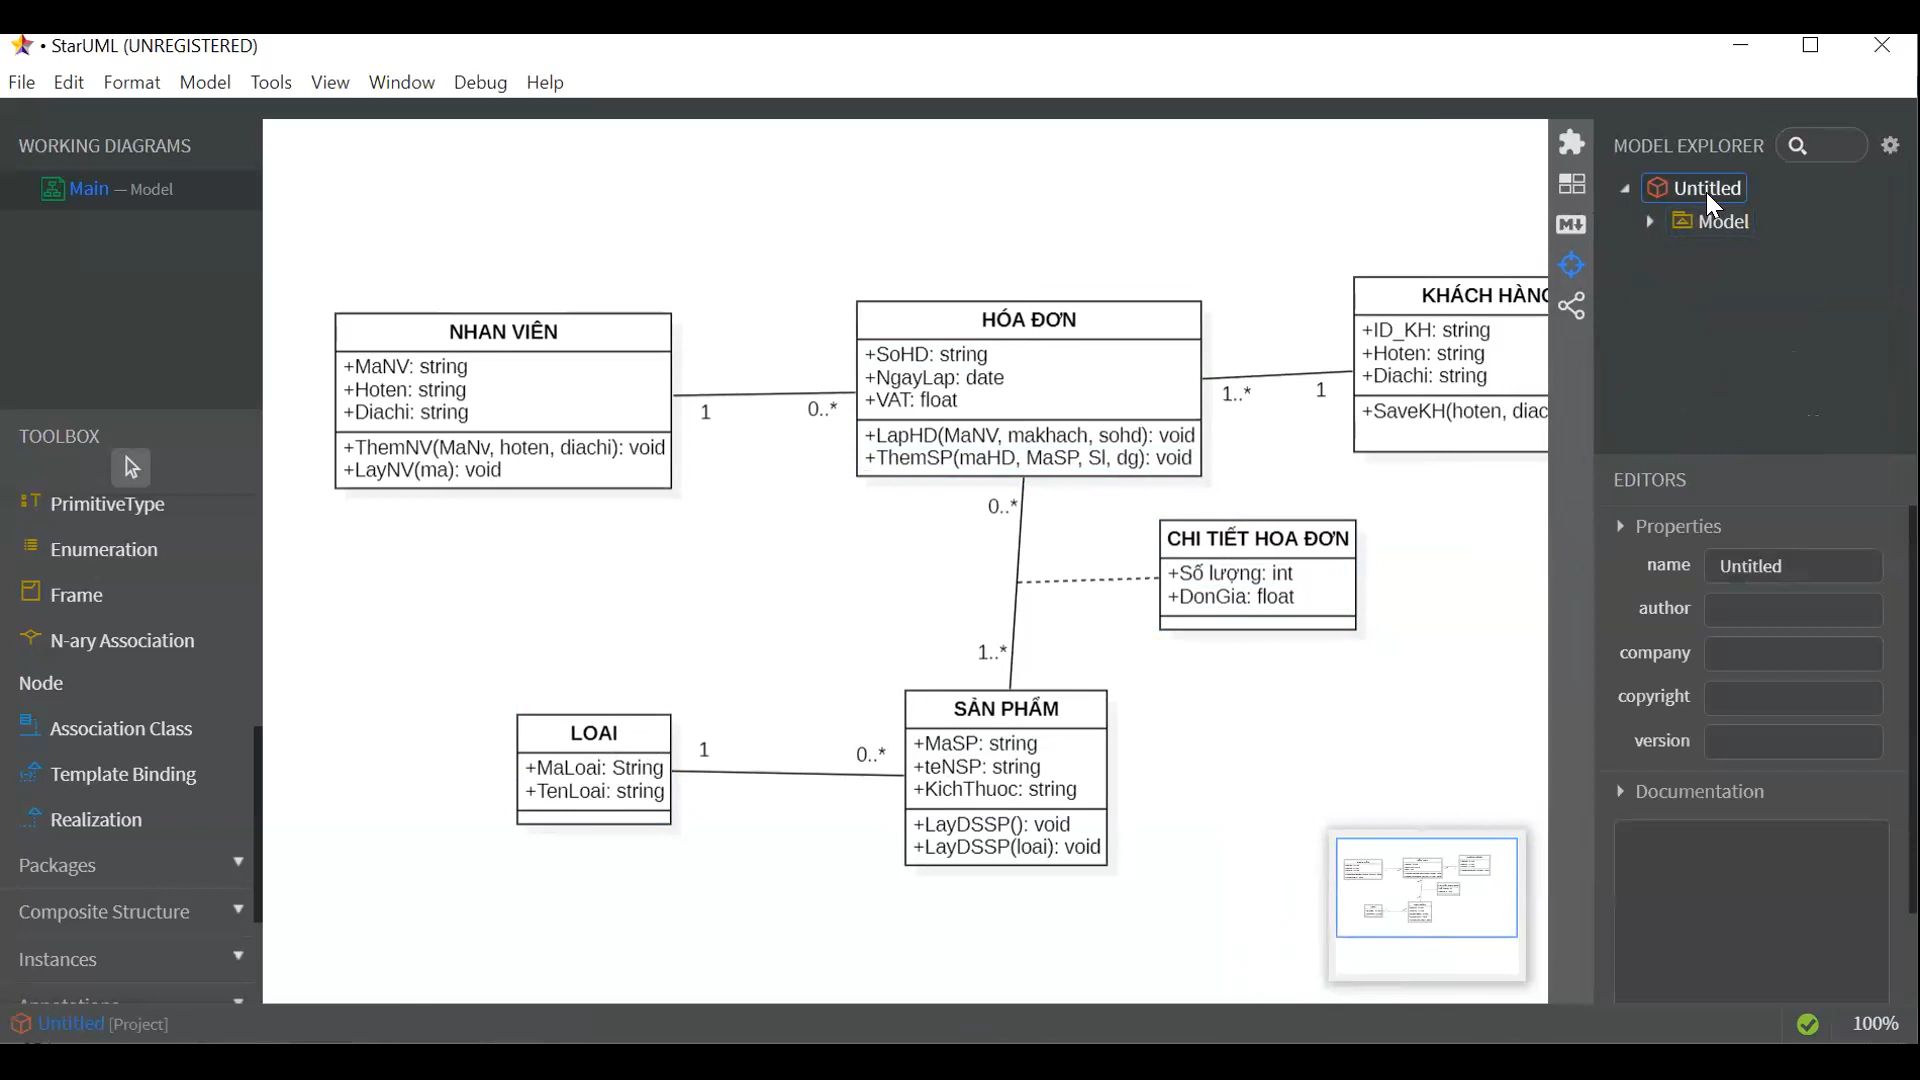 • StarUML (UNREGISTERED)
File Edit Format Model Tools View Window Debug Help
WORKING DIAGRAMS
Main — Model
TOOLBOX
PrimitiveType
Enumeration
Frame
N-ary Association
Node
Association Class
Template Binding
Realization
Packages
Composite Structure
Instances
NHAN VIÊN
+MaNV: string
+Hoten: string
+Diachi: string
+ThemNV(MaNv, hoten, diachi): void
+LayNV(ma): void
1
0..*
HÓA ĐƠN
+SoHD: string
+NgayLap: date
+VAT: float
+LapHD(MaNV, makhach, sohd): void
+ThemSP(maHD, MaSP, Sl, dg): void
1..*
1
KHÁCH HÀNG
+ID_KH: string
+Hoten: string
+Diachi: string
+SaveKH(hoten, diac
0..*
CHI TIẾT HOA ĐƠN
+Số lượng: int
+DonGia: float
1..*
LOAI
+MaLoai: String
+TenLoai: string
1
0..*
SẢN PHẨM
+MaSP: string
+teNSP: string
+KichThuoc: string
+LayDSSP(): void
+LayDSSP(loai): void
MODEL EXPLORER
Untitled
Model
EDITORS
Properties
name Untitled
author
company
copyright
version
Documentation
Untitled [Project]
100%